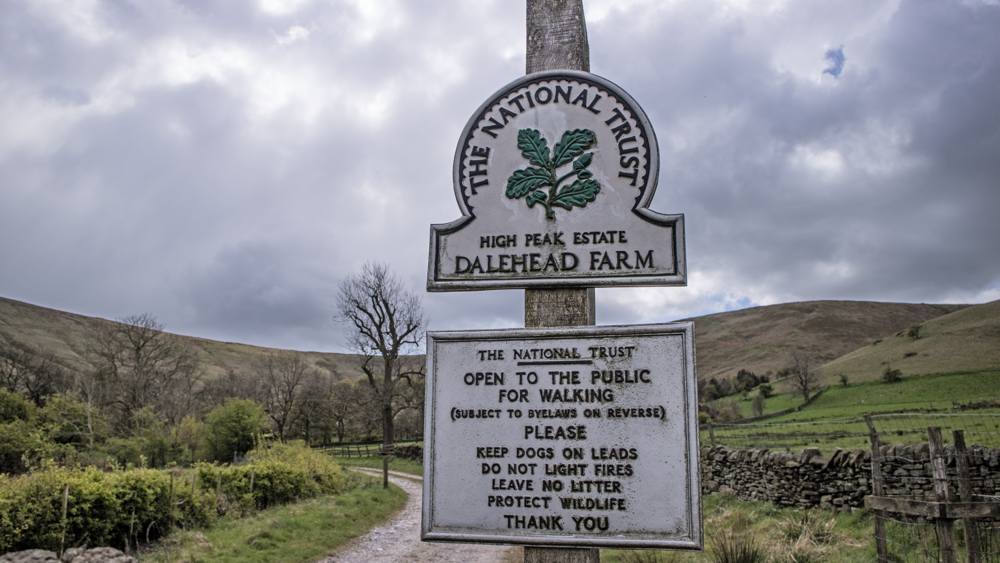 THE NATIONAL TRUST
HIGH PEAK ESTATE
DALEHEAD FARM
THE NATIONAL TRUST
OPEN TO THE PUBLIC
FOR WALKING
(SUBJECT TO BYELAWS ON REVERSE)
PLEASE
KEEP DOGS ON LEADS
DO NOT LIGHT FIRES
LEAVE NO LITTER
PROTECT WILDLIFE
THANK YOU